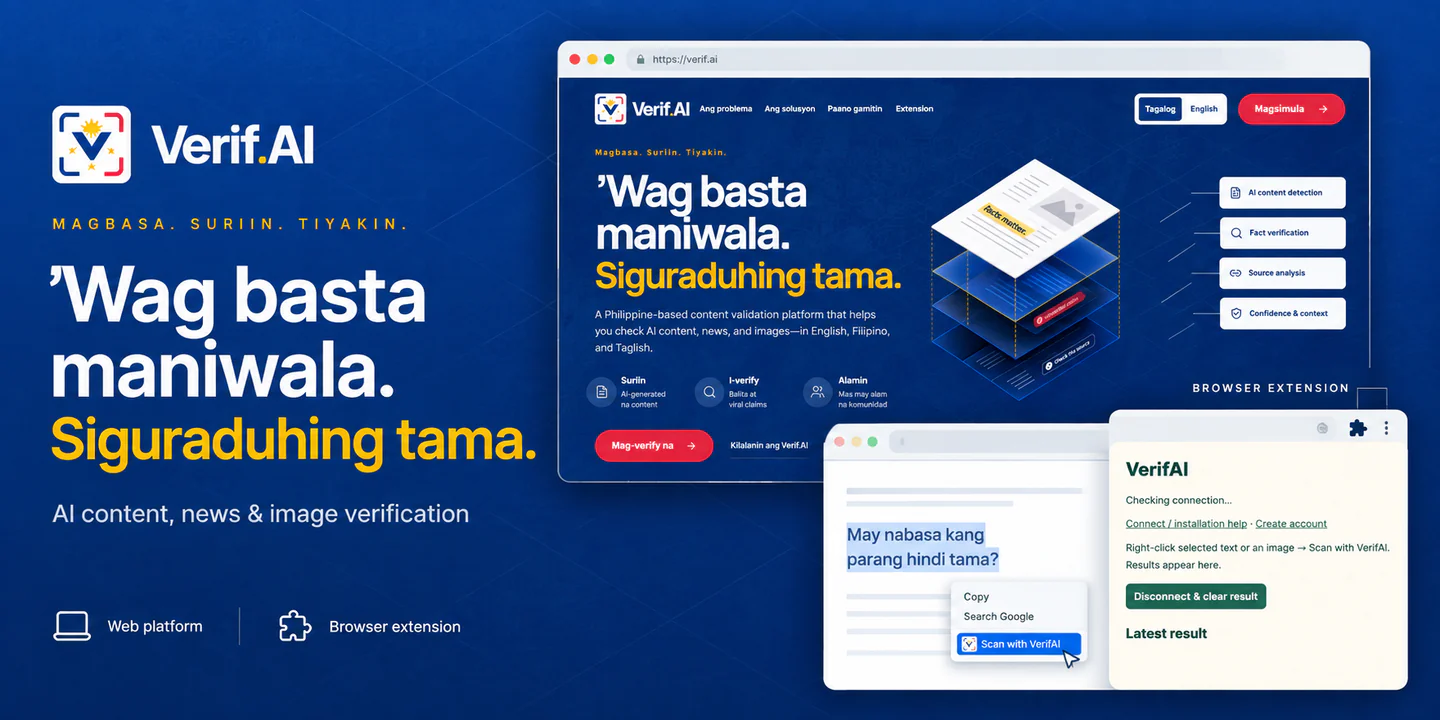 Verif.AI
MAGBASA. SURIIN. TIYAKIN.
’Wag basta
maniwala.
Siguraduhing tama.
AI content, news & image verification
Web platform
Browser extension
https://verif.ai
Verif.AI
Ang problema
Ang solusyon
Paano gamitin
Extension
Tagalog
English
Magsimula
Magbasa. Suriin. Tiyakin.
’Wag basta
maniwala.
Siguraduhing tama.
A Philippine-based content validation platform that helps
you check AI content, news, and images—in English, Filipino,
and Taglish.
Suriin
AI-generated
na content
I-verify
Balita at
viral claims
Alamin
Mas may alam
na komunidad
Mag-verify na
Kilalanin ang Verif.AI
Facts matter.
Check the source
AI content detection
Fact verification
Source analysis
Confidence & context
BROWSER EXTENSION
May nabasa kang
parang hindi tama?
Copy
Search Google
Scan with VerifAI
VerifAI
Checking connection...
Connect / installation help · Create account
Right-click selected text or an image → Scan with VerifAI.
Results appear here.
Disconnect & clear result
Latest result